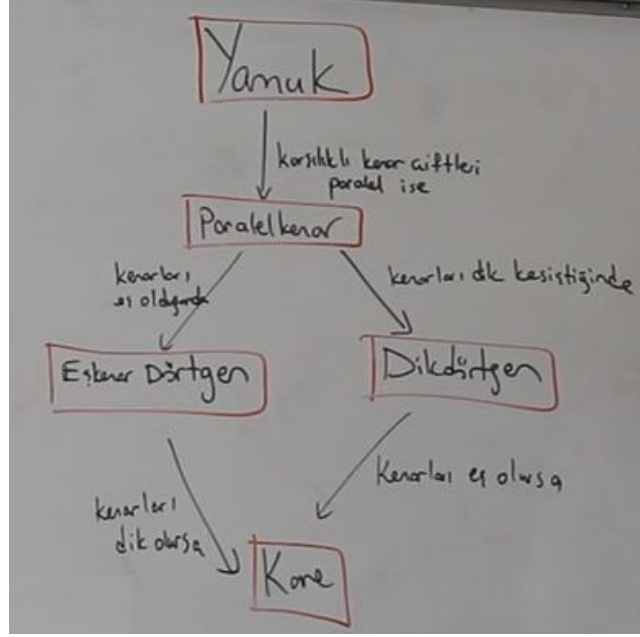 Yamuk
karşılıklı kenar çiftleri
paralel ise
Paralelkenar
kenarları
eş olduğunda
kenarları dik kesiştiğinde
Eşkenar Dörtgen
Dikdörtgen
kenarları
dik olursa
Kenarları eş olursa
Kare